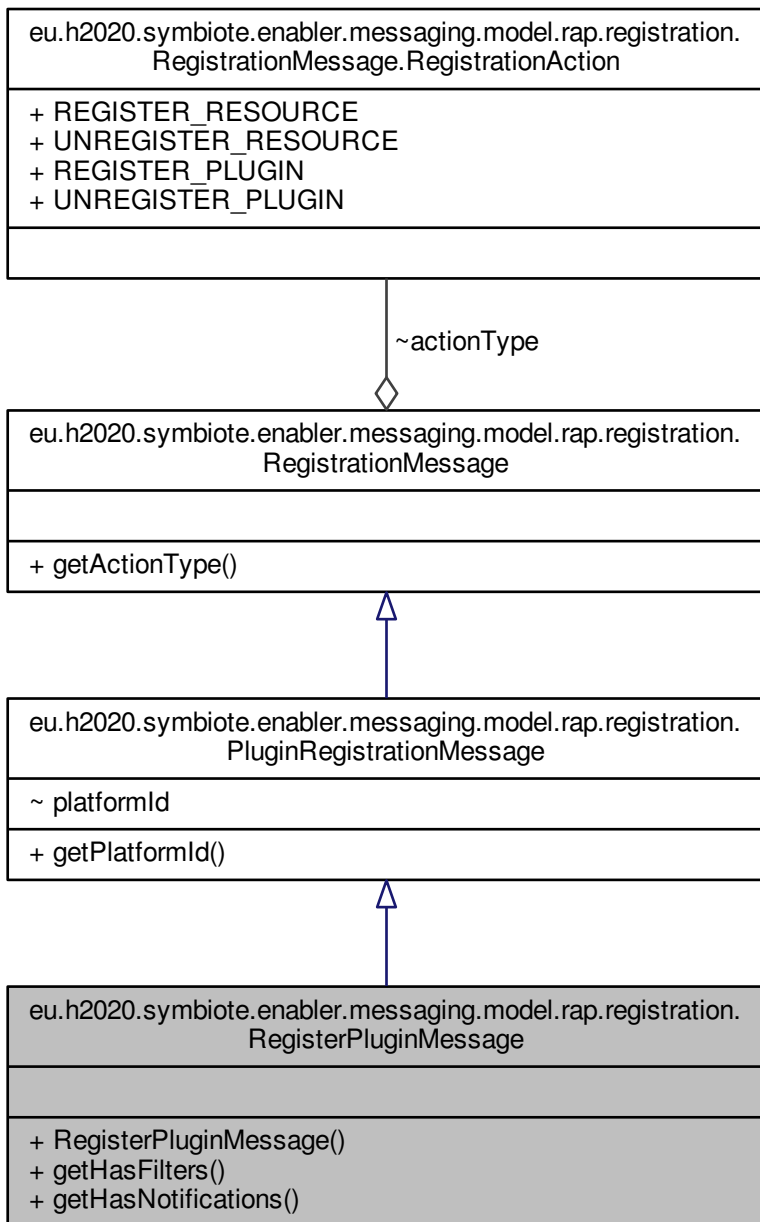 eu.h2020.symbiote.enabler.messaging.model.rap.registration.
RegistrationMessage.RegistrationAction
+ REGISTER_RESOURCE
+ UNREGISTER_RESOURCE
+ REGISTER_PLUGIN
+ UNREGISTER_PLUGIN
~actionType
eu.h2020.symbiote.enabler.messaging.model.rap.registration.
RegistrationMessage
+ getActionType()
eu.h2020.symbiote.enabler.messaging.model.rap.registration.
PluginRegistrationMessage
~ platformId
+ getPlatformId()
eu.h2020.symbiote.enabler.messaging.model.rap.registration.
RegisterPluginMessage
+ RegisterPluginMessage()
+ getHasFilters()
+ getHasNotifications()